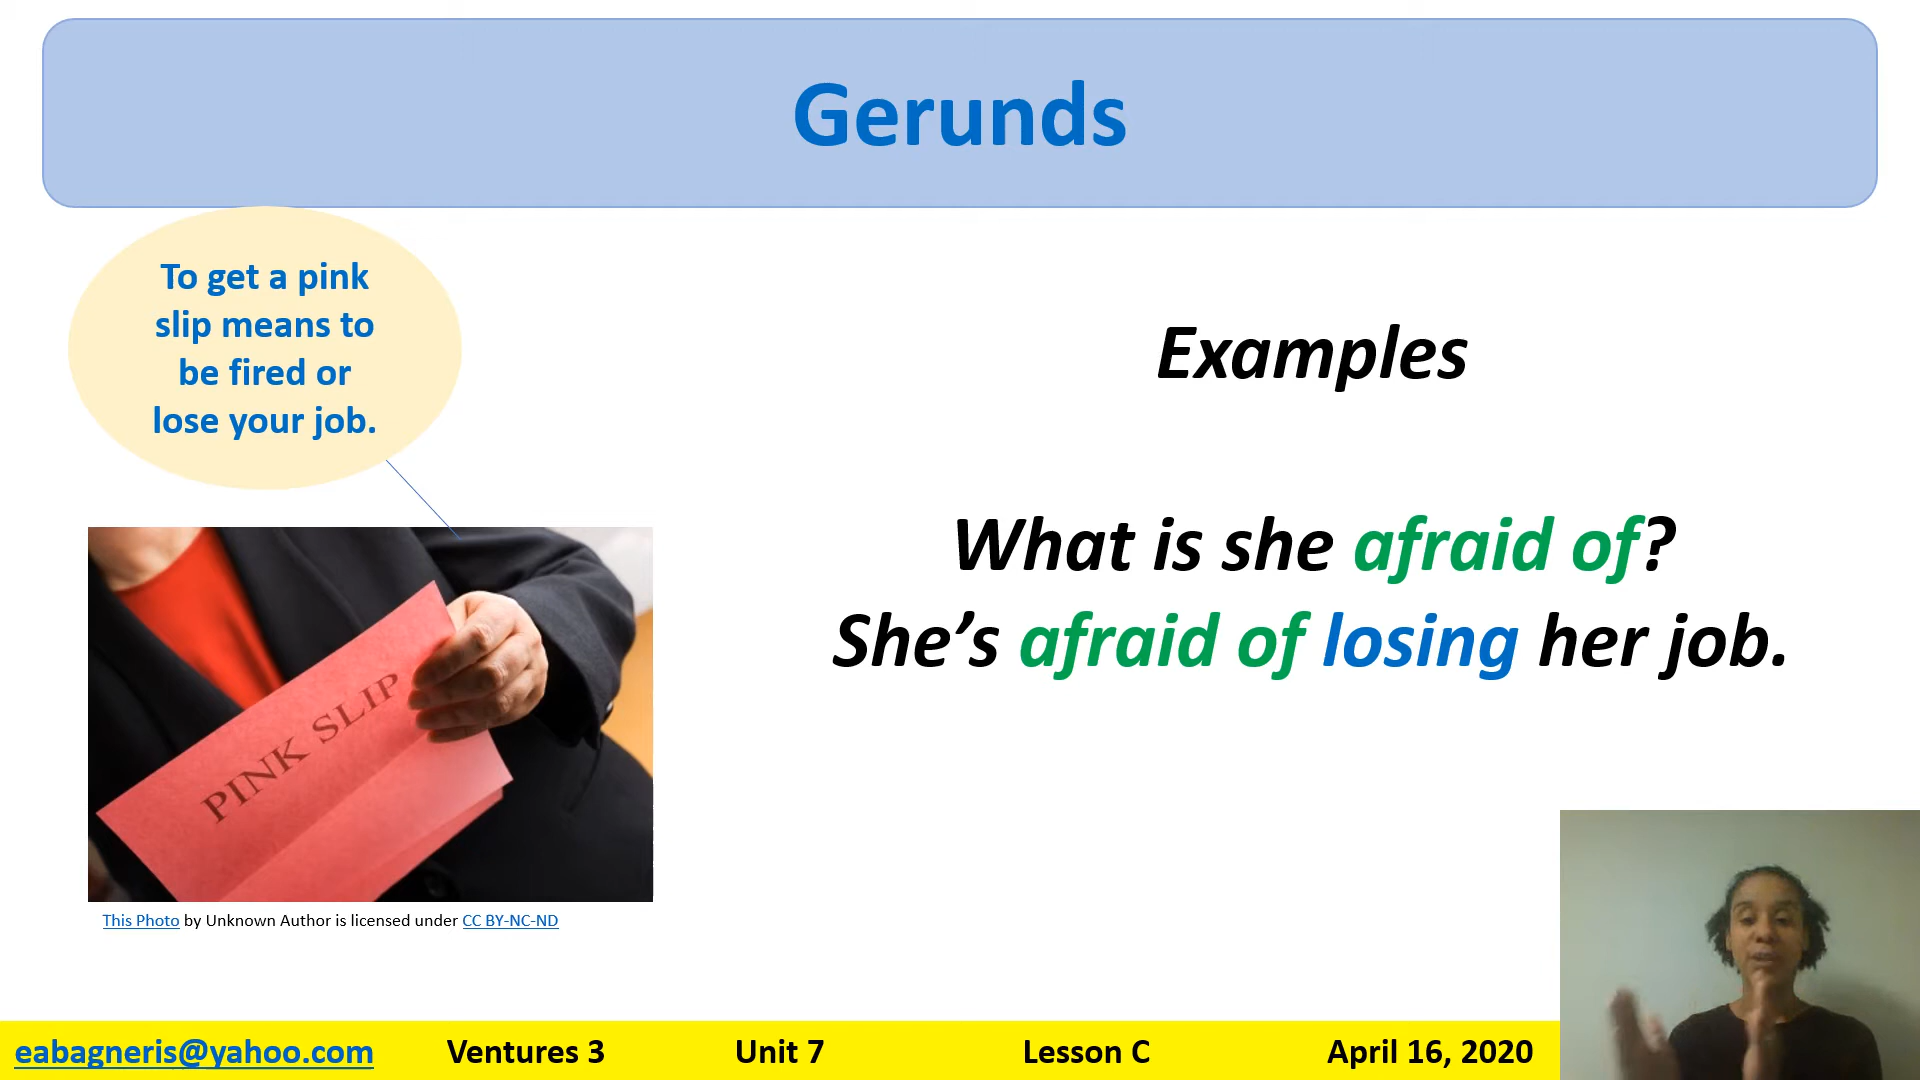 Gerunds
To get a pink
slip means to
be fired or
lose your job.
Examples
What is she afraid of?
She’s afraid of losing her job.
PINK SLIP
This Photo by Unknown Author is licensed under CC BY-NC-ND
eabagneris@yahoo.com Ventures 3 Unit 7 Lesson C April 16, 2020